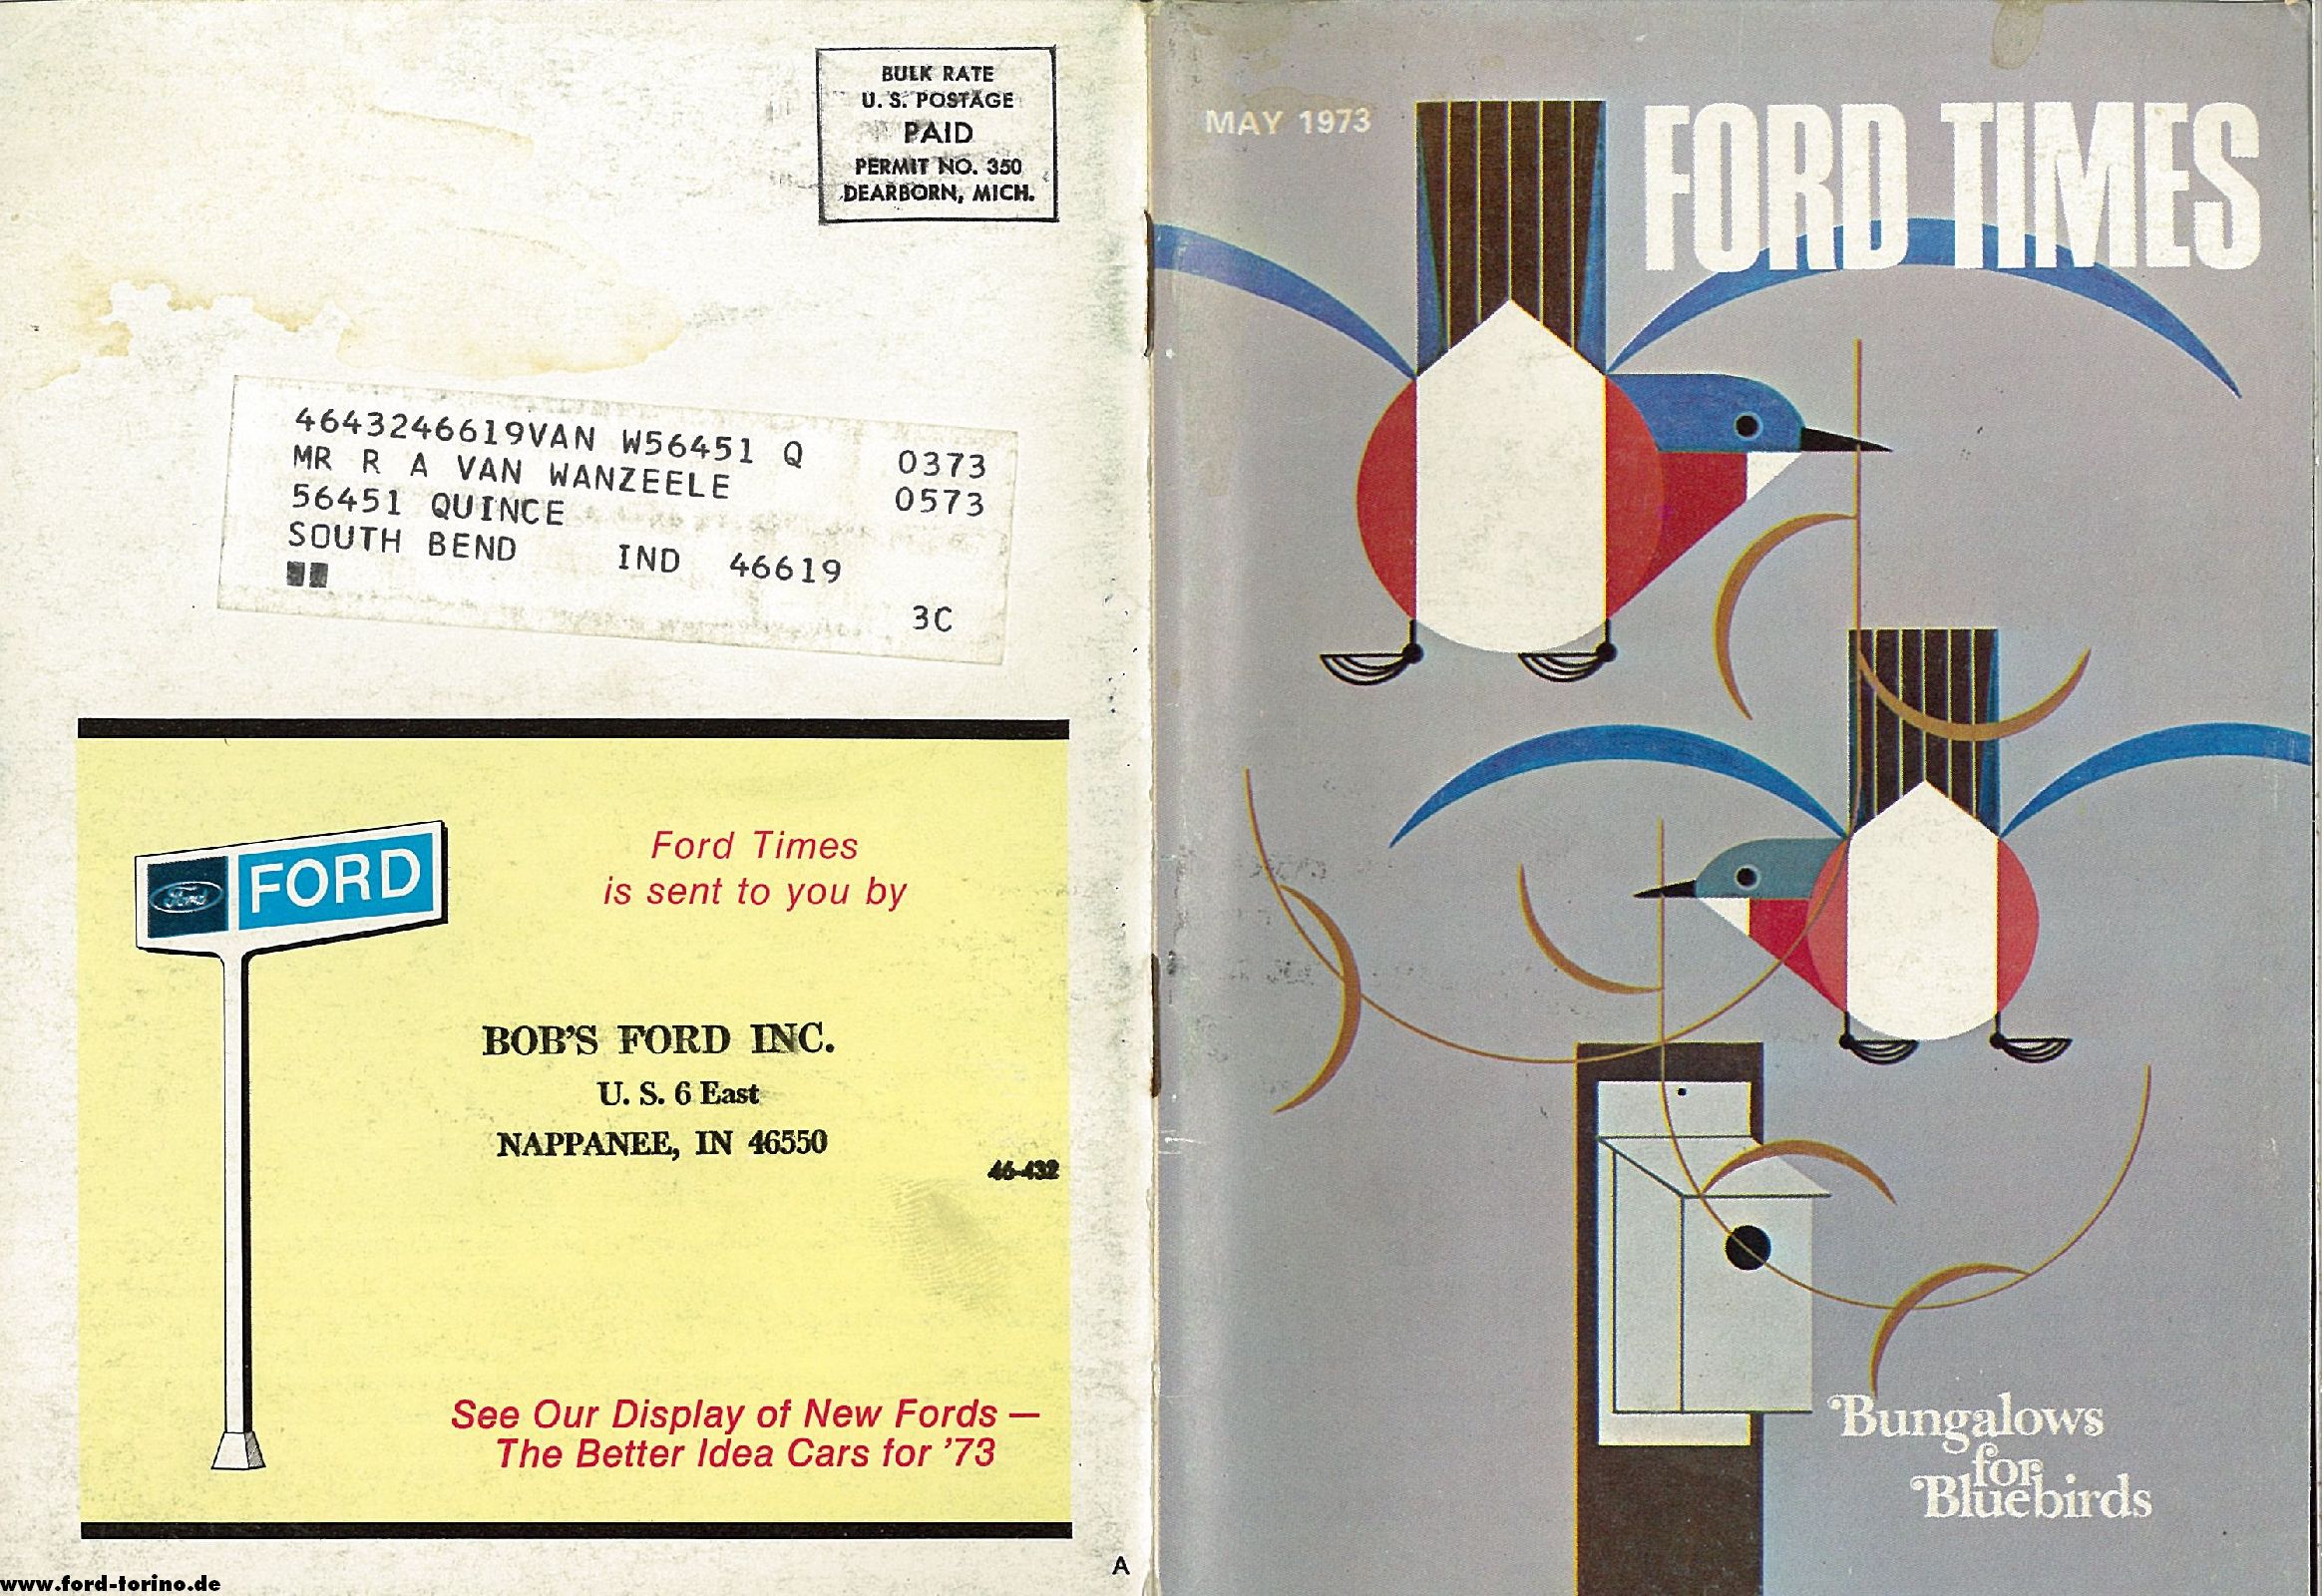 BULK RATE
U. S. POSTAGE
PAID
PERMIT NO. 350
DEARBORN, MICH.
4643246619VAN W56451 Q 0373
MR R A VAN WANZEELE 0573
56451 QUINCE
SOUTH BEND IND 46619
3C
Ford FORD
Ford Times
is sent to you by
BOB'S FORD INC.
U. S. 6 East
NAPPANEE, IN 46550
46-432
See Our Display of New Fords —
The Better Idea Cars for '73
A
www.ford-torino.de
MAY 1973
FORD TIMES
Bungalows
for
Bluebirds